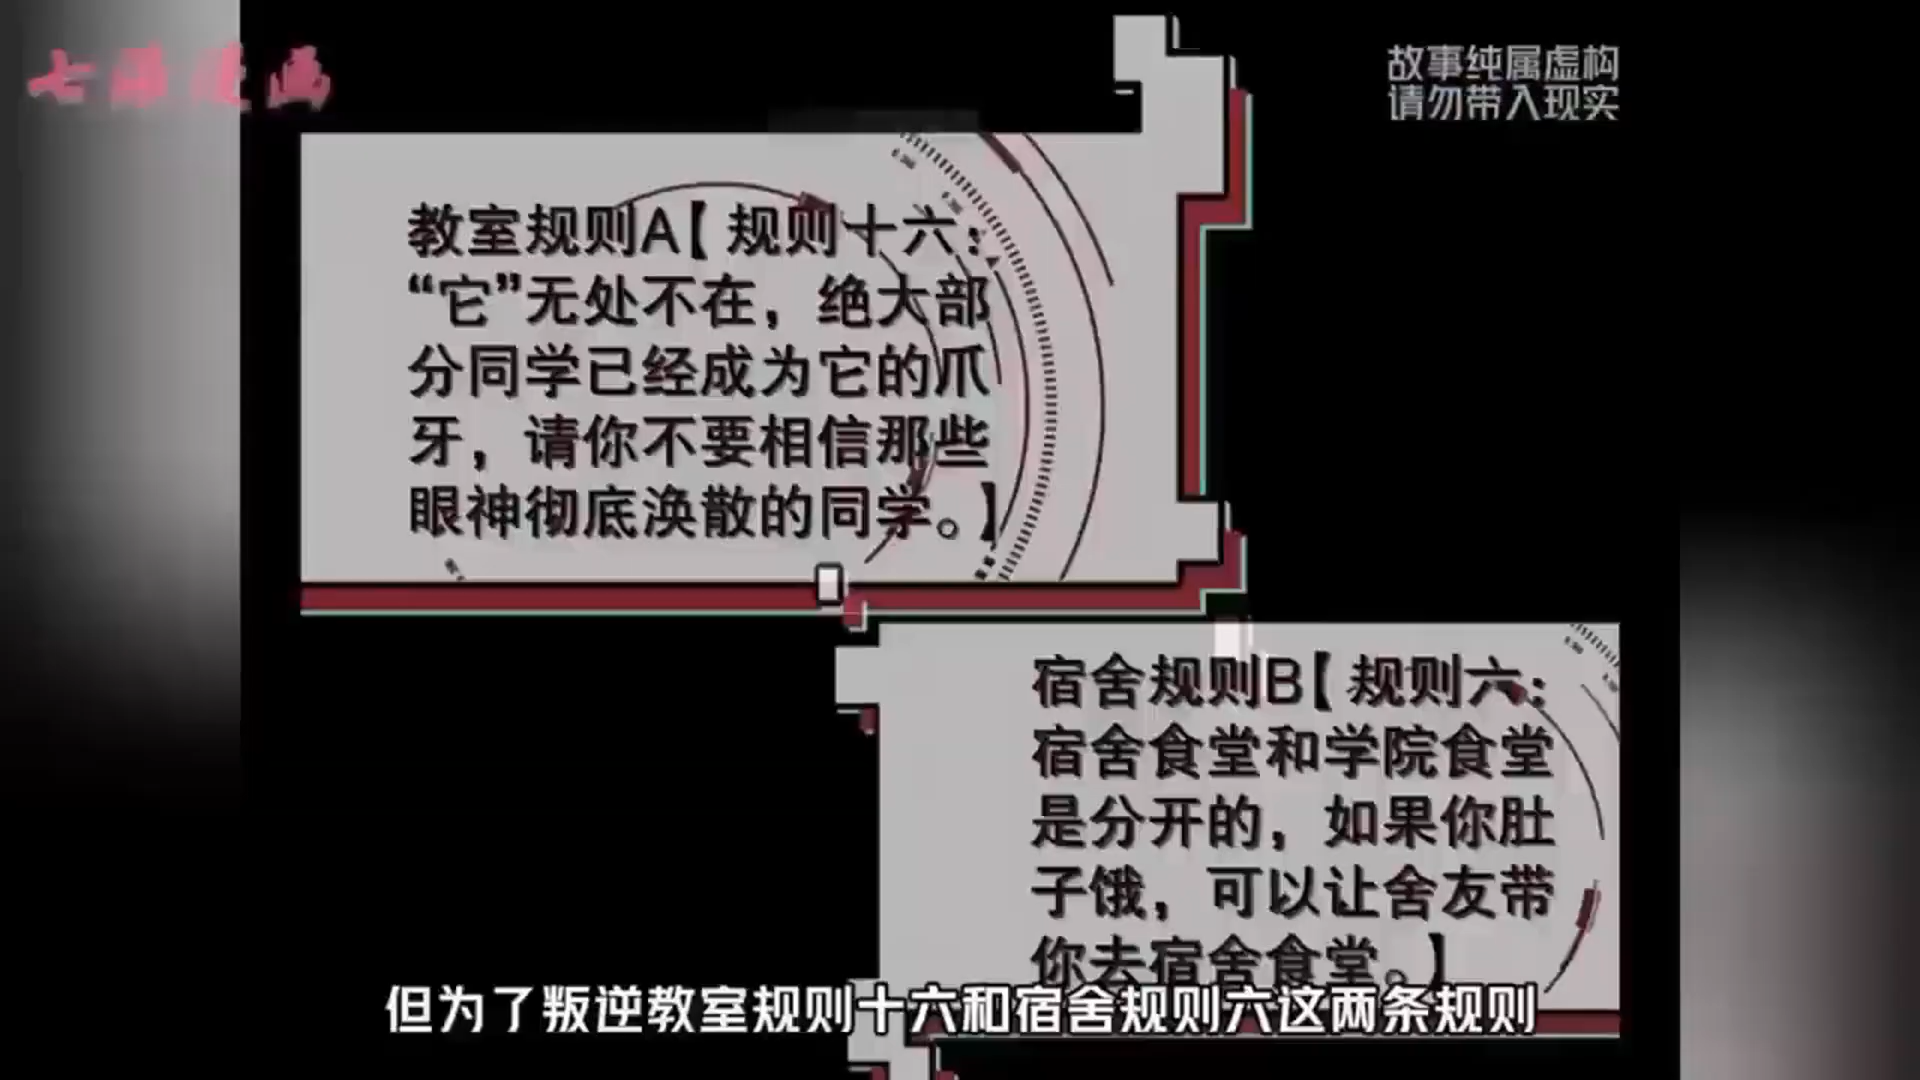 七海漫画
故事纯属虚构
请勿带入现实
教室规则A【规则十六：
“它”无处不在，绝大部
分同学已经成为它的爪
牙，请你不要相信那些
眼神彻底涣散的同学。】
宿舍规则B【规则六：
宿舍食堂和学院食堂
是分开的，如果你肚
子饿，可以让舍友带
你去宿舍食堂。】
但为了叛逆教室规则十六和宿舍规则六这两条规则